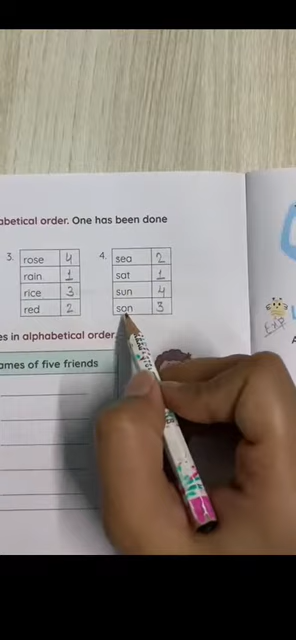 abetical order. One has been done
3. rose 4
rain 1
rice 3
red 2
4. sea 2
sat 1
sun 4
son 3
es in alphabetical order.
ames of five friends